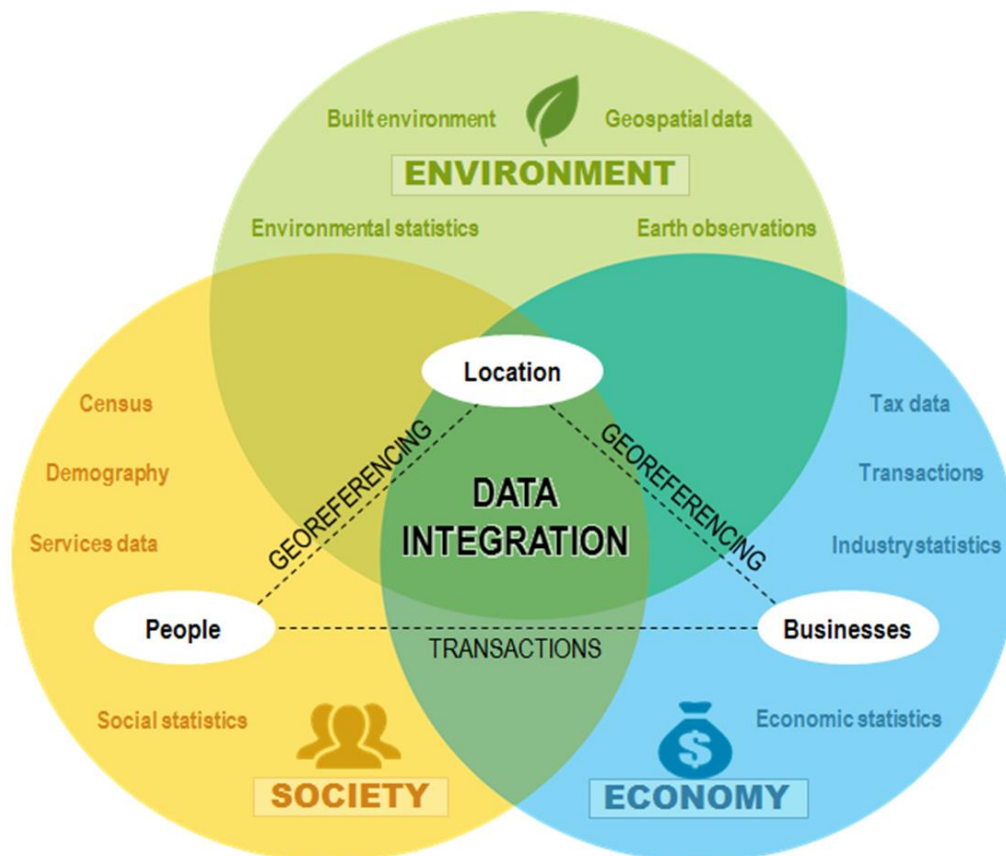 Built environment
Geospatial data
ENVIRONMENT
Environmental statistics
Earth observations
Location
Census
Tax data
GEOREFERENCING
GEOREFERENCING
Demography
Transactions
DATA
INTEGRATION
Services data
Industry statistics
People
Businesses
TRANSACTIONS
Social statistics
Economic statistics
$
SOCIETY
ECONOMY